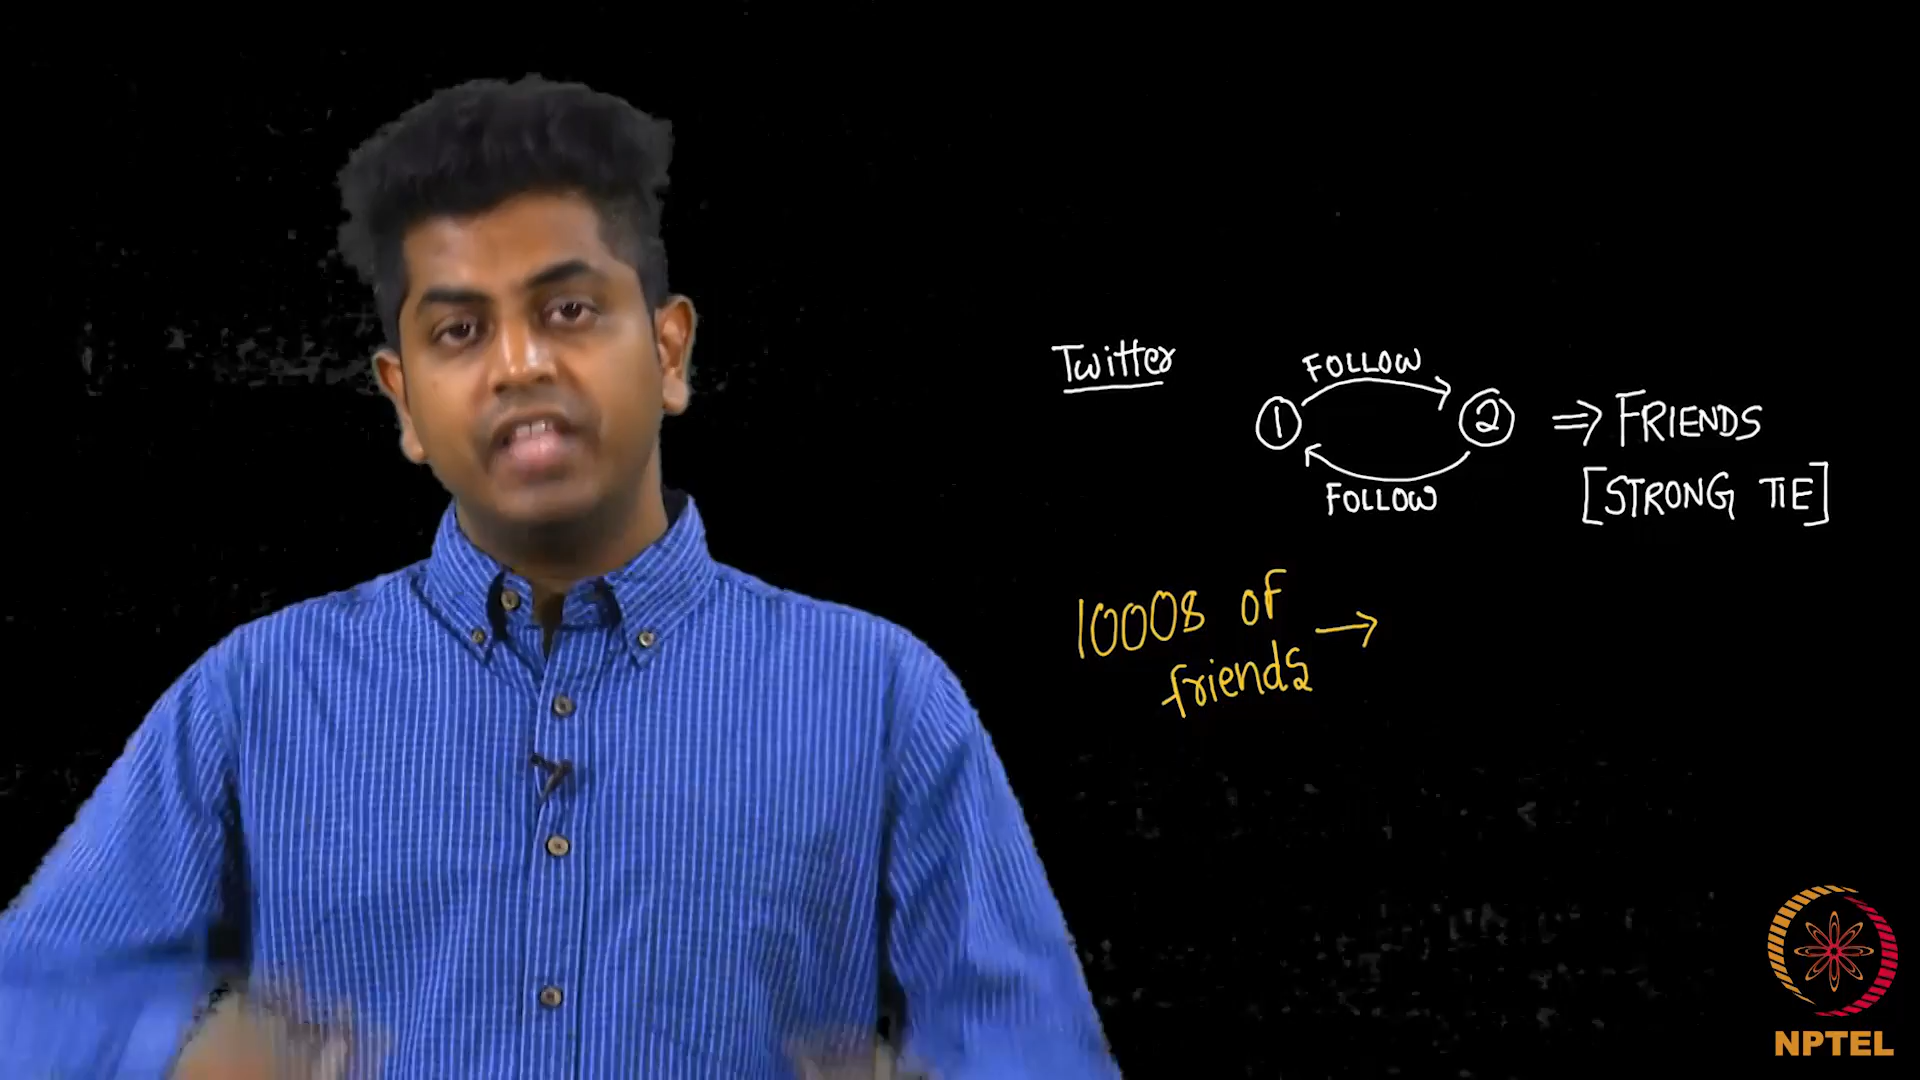 Twitter
FOLLOW
1 2 ⇒ FRIENDS
FOLLOW
[STRONG TIE]
1000s of →
friends
NPTEL